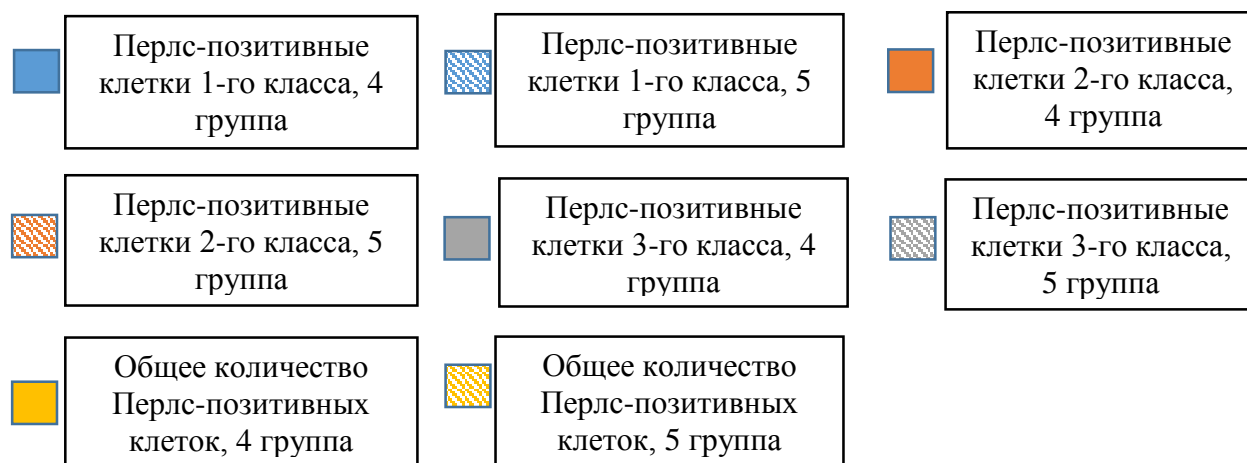 Перлс-позитивные
клетки 1-го класса, 4
группа
Перлс-позитивные
клетки 1-го класса, 5
группа
Перлс-позитивные
клетки 2-го класса,
4 группа
Перлс-позитивные
клетки 2-го класса, 5
группа
Перлс-позитивные
клетки 3-го класса, 4
группа
Перлс-позитивные
клетки 3-го класса,
5 группа
Общее количество
Перлс-позитивных
клеток, 4 группа
Общее количество
Перлс-позитивных
клеток, 5 группа